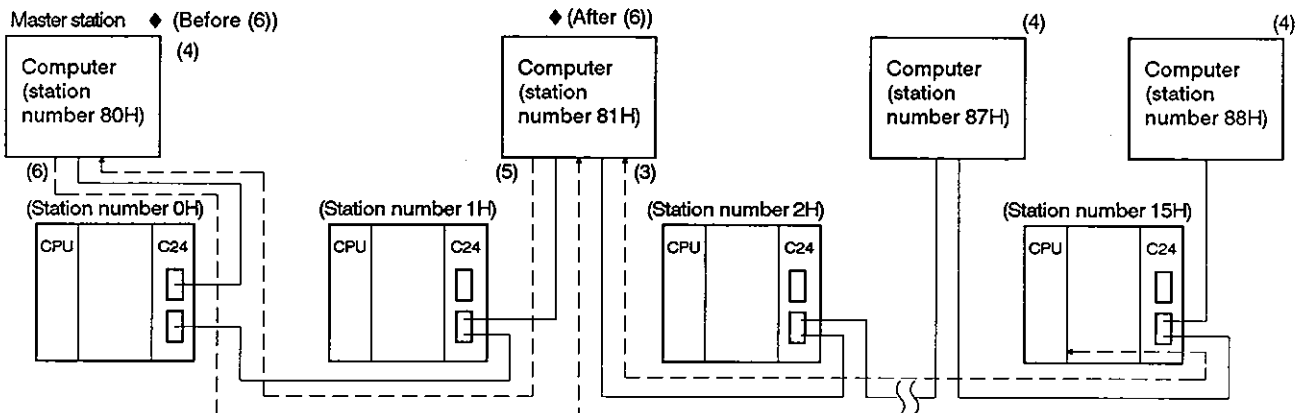 Master station ♦ (Before (6))
♦ (After (6))
(4)
(4)
(4)
Computer
(station
number 80H)
Computer
(station
number 81H)
Computer
(station
number 87H)
Computer
(station
number 88H)
(6)
(5)
(3)
(Station number 0H)
(Station number 1H)
(Station number 2H)
(Station number 15H)
CPU
C24
CPU
C24
CPU
C24
CPU
C24